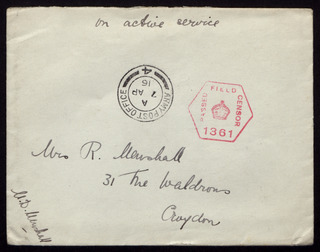 on active service
ARMY POST OFFICE 4
A
7 AP
16
PASSED FIELD CENSOR
1361
Mrs R. Marshall
31 The Waldrons
Croydon